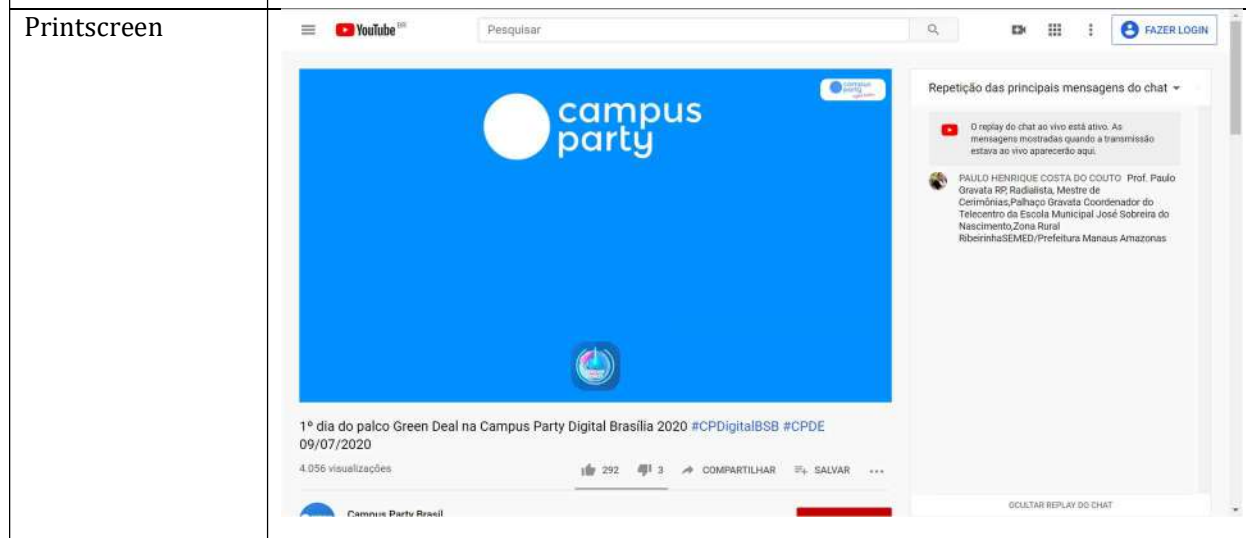 Printscreen
YouTube BR
Pesquisar
FAZER LOGIN
campus
party
campus
party
1º dia do palco Green Deal na Campus Party Digital Brasília 2020 #CPDigitalBSB #CPDE
09/07/2020
4.056 visualizações
292
3
COMPARTILHAR
SALVAR
Campus Party Brasil
Repetição das principais mensagens do chat
O replay do chat ao vivo está ativo. As
mensagens mostradas quando a transmissão
estava ao vivo aparecerão aqui.
PAULO HENRIQUE COSTA DO COUTO Prof. Paulo
Gravata RP, Radialista, Mestre de
Cerimônias,Palhaço Gravata Coordenador do
Telecentro da Escola Municipal José Sobreira do
Nascimento,Zona Rural
RibeirinhaSEMED/Prefeitura Manaus Amazonas
OCULTAR REPLAY DO CHAT